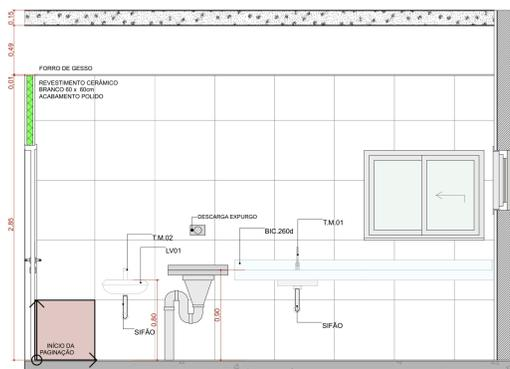 0,15
0,49
0,01
FORRO DE GESSO
REVESTIMENTO CERÂMICO
BRANCO 60 x 60cm
ACABAMENTO POLIDO
2,85
DESCARGA EXPURGO
T.M.01
BIC.260d
T.M.02
LV01
0,80
0,90
SIFÃO
SIFÃO
INÍCIO DA
PAGINAÇÃO